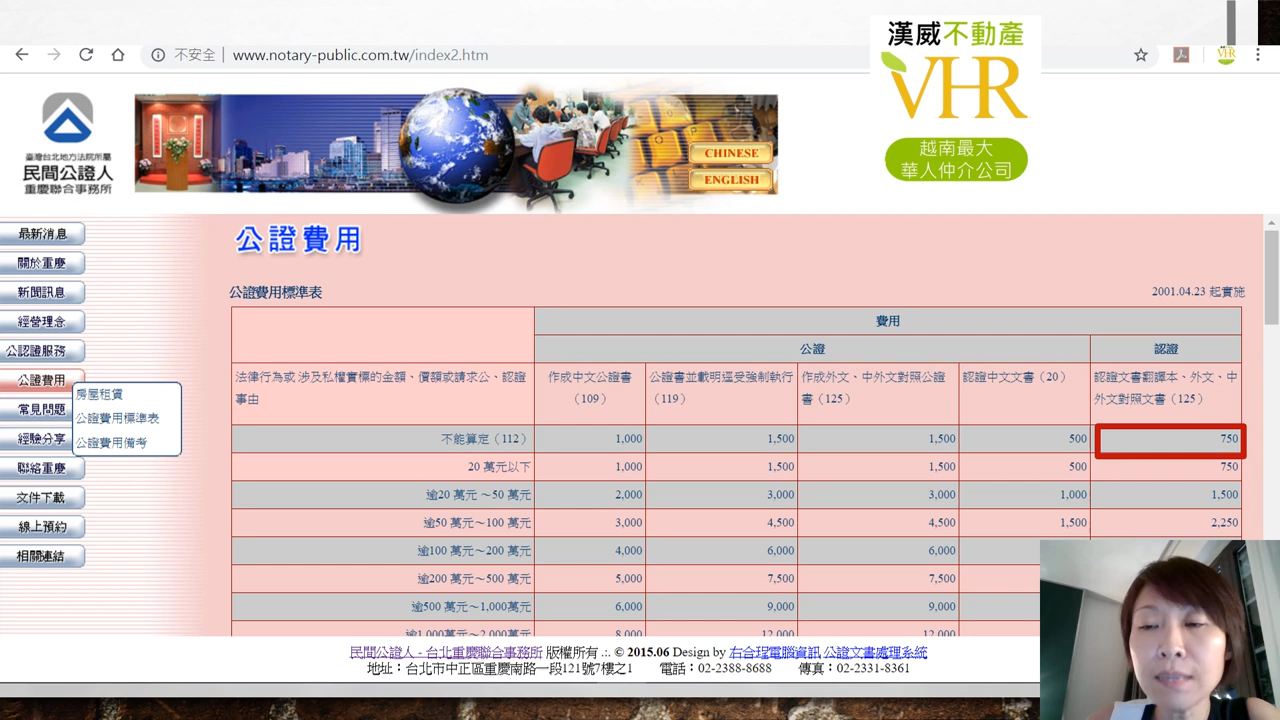 漢威不動產
VHR
越南最大
華人仲介公司
不安全 | www.notary-public.com.tw/index2.htm
VHR
臺灣台北地方法院所屬
民間公證人
重慶聯合事務所
CHINESE
ENGLISH
最新消息
關於重慶
新聞訊息
經營理念
公認證服務
公證費用
常見問題
經驗分享
聯絡重慶
文件下載
線上預約
相關連結
房屋租賃
公證費用標準表
公證費用備考
公證費用
公證費用標準表 2001.04.23 起實施
費用
公證 認證
法律行為或 涉及私權實標的金額、價額或請求公、認證
事由
作成中文公證書
(109)
公證書並載明逕受強制執行
(119)
作成外文、中外文對照公證
書(125)
認證中文文書(20)
認證文書翻譯本、外文、中
外文對照文書(125)
不能算定(112) 1,000 1,500 1,500 500 750
20 萬元以下 1,000 1,500 1,500 500 750
逾20 萬元 ～50 萬元 2,000 3,000 3,000 1,000 1,500
逾50 萬元～100 萬元 3,000 4,500 4,500 1,500 2,250
逾100 萬元～200 萬元 4,000 6,000 6,000
逾200 萬元～500 萬元 5,000 7,500 7,500
逾500 萬元～1,000萬元 6,000 9,000 9,000
逾1,000萬元～2,000萬元 8,000 12,000 12,000
民間公證人 - 台北重慶聯合事務所 版權所有 .:. © 2015.06 Design by 右合理電腦資訊 公證文書處理系統
地址：台北市中正區重慶南路一段121號7樓之1 電話：02-2388-8688 傳真：02-2331-8361